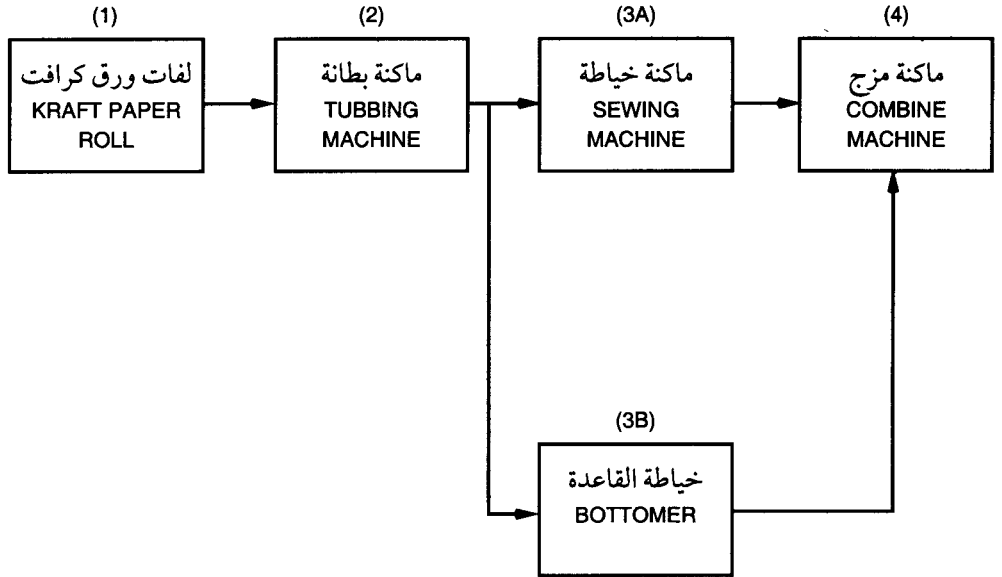 (1)
لفات ورق كرافت
KRAFT PAPER
ROLL
(2)
ماكنة بطانة
TUBBING
MACHINE
(3A)
ماكنة خياطة
SEWING
MACHINE
(4)
ماكنة مزج
COMBINE
MACHINE
(3B)
خياطة القاعدة
BOTTOMER